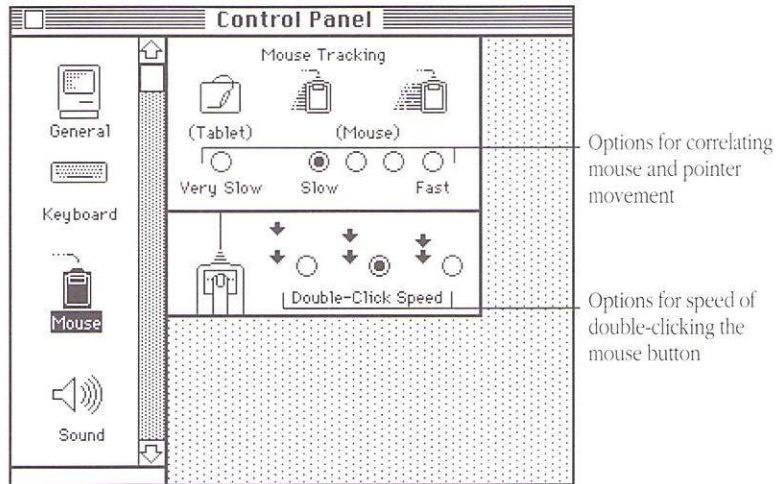 Control Panel
General
Keyboard
Mouse
Sound
Mouse Tracking
(Tablet) (Mouse)
Very Slow Slow Fast
Double-Click Speed
Options for correlating
mouse and pointer
movement
Options for speed of
double-clicking the
mouse button